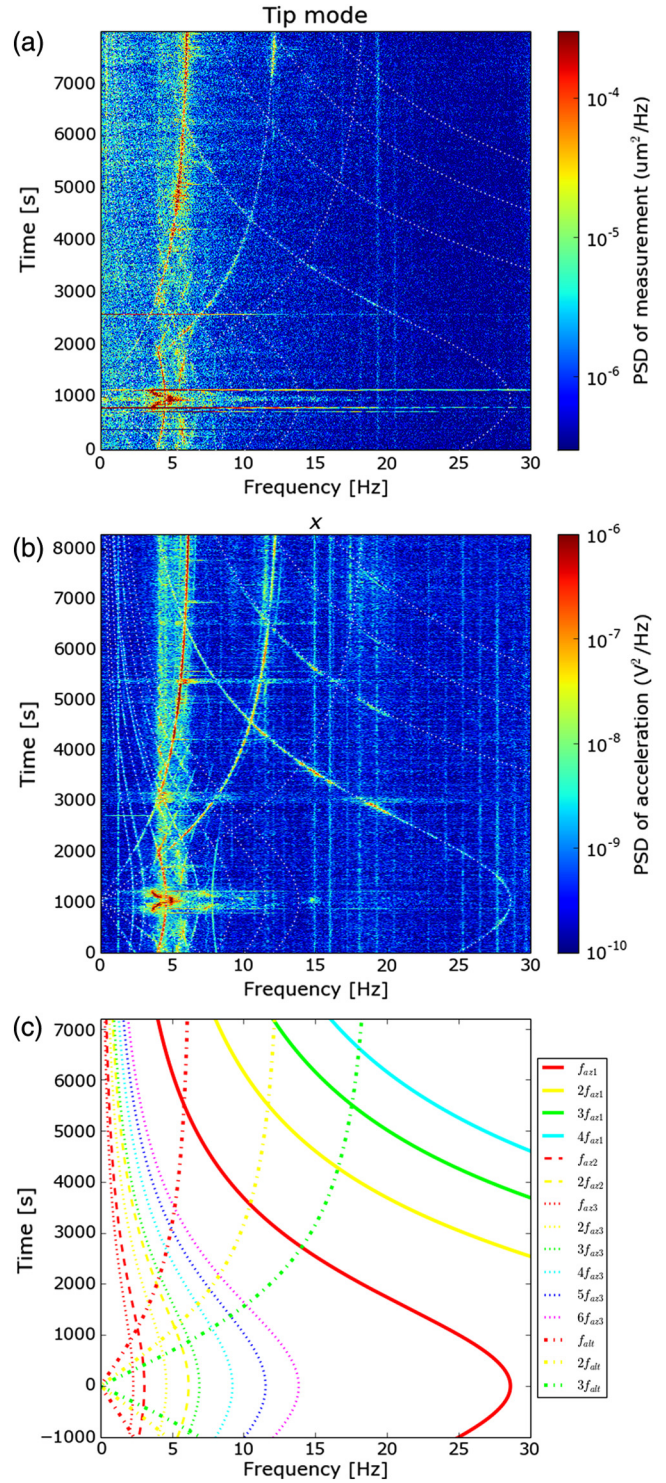 Tip mode
(a)
7000
6000
5000
4000
3000
2000
1000
0
Time [s]
0 5 10 15 20 25 30
Frequency [Hz]
10^-4
10^-5
10^-6
PSD of measurement (um^2/Hz)
x
(b)
8000
7000
6000
5000
4000
3000
2000
1000
0
Time [s]
0 5 10 15 20 25 30
Frequency [Hz]
10^-6
10^-7
10^-8
10^-9
10^-10
PSD of acceleration (V^2/Hz)
(c)
7000
6000
5000
4000
3000
2000
1000
0
−1000
Time [s]
0 5 10 15 20 25 30
Frequency [Hz]
f_az1
2f_az1
3f_az1
4f_az1
f_az2
2f_az2
f_az3
2f_az3
3f_az3
4f_az3
5f_az3
6f_az3
f_alt
2f_alt
3f_alt